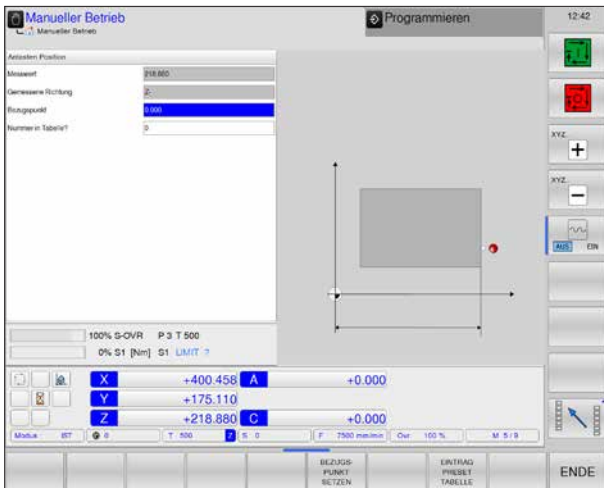 Manueller Betrieb
Manueller Betrieb
Programmieren
12:42
Antasten Position
Messwert 218.880
Gemessene Richtung Z-
Bezugspunkt 0.000
Nummer in Tabelle? 0
XYZ
+
XYZ
−
AUS EIN
100% S-OVR P3 T500
0% S1 [Nm] S1 LIMIT ?
X +400.458 A +0.000
Y +175.110
Z +218.880 C +0.000
Modus IST 0 T 500 Z S 0 F 7500 mm/min Ovr 100 % M 5/9
BEZUGS-
PUNKT
SETZEN
EINTRAG
PRESET
TABELLE
ENDE